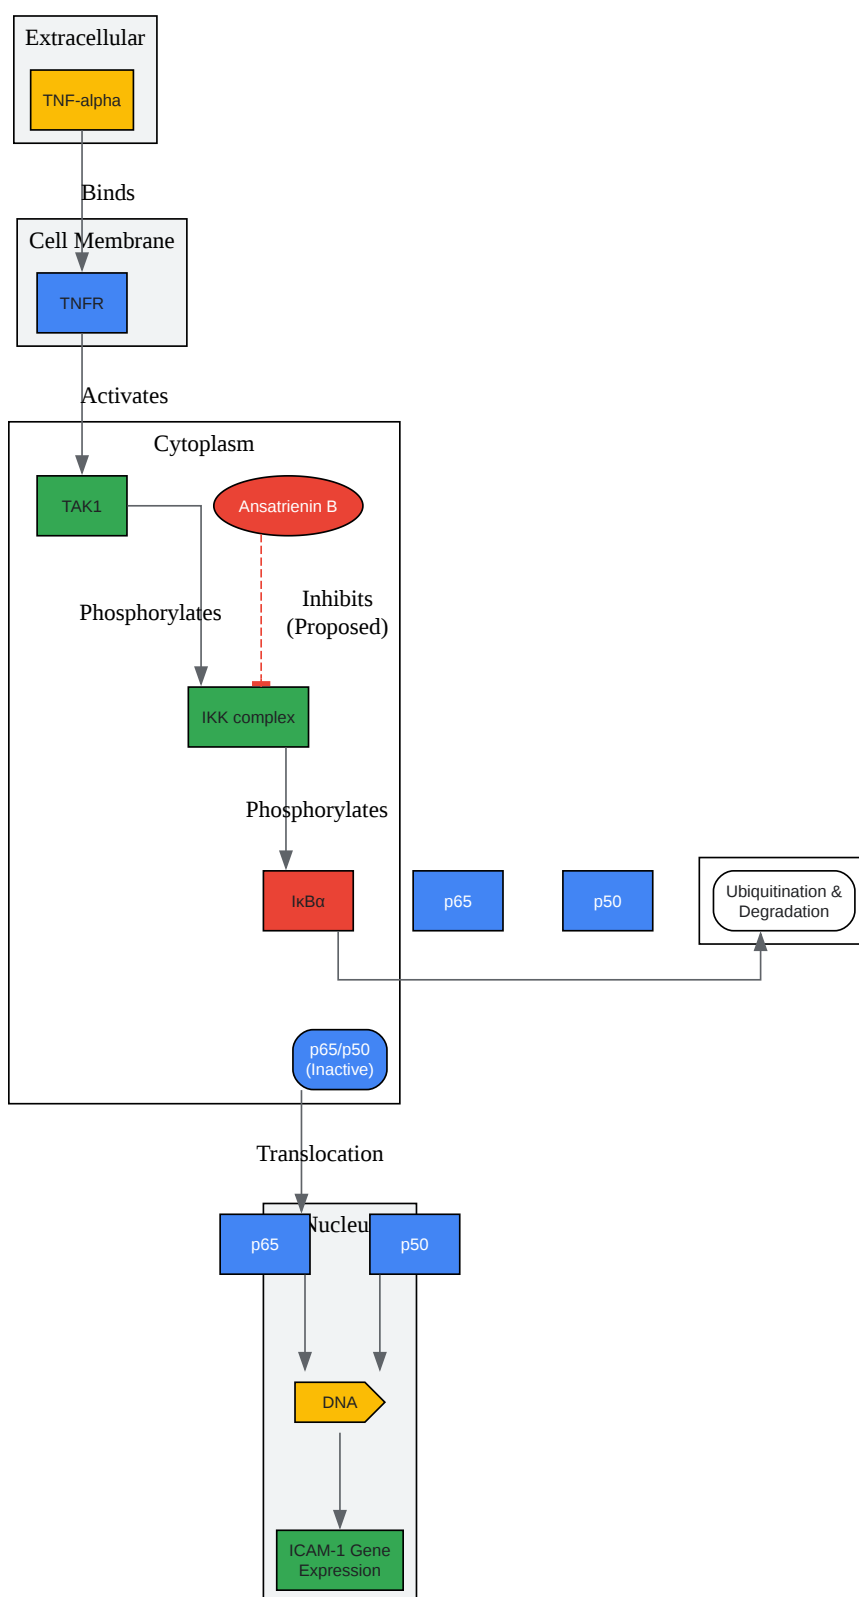 Extracellular
TNF-alpha
Binds
Cell Membrane
TNFR
Activates
Cytoplasm
TAK1
Ansatrienin B
Phosphorylates
Inhibits
(Proposed)
IKK complex
Phosphorylates
IκBα
p65
p50
Ubiquitination &
Degradation
p65/p50
(Inactive)
Translocation
Nucleu
p65
p50
DNA
ICAM-1 Gene
Expression